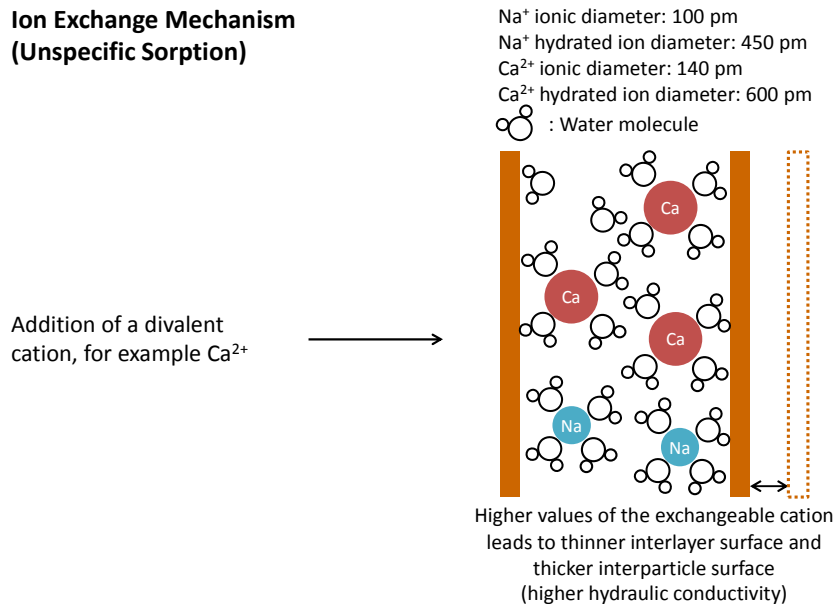 Ion Exchange Mechanism
(Unspecific Sorption)
Na⁺ ionic diameter: 100 pm
Na⁺ hydrated ion diameter: 450 pm
Ca²⁺ ionic diameter: 140 pm
Ca²⁺ hydrated ion diameter: 600 pm
: Water molecule
Ca
Ca
Ca
Na
Na
Addition of a divalent
cation, for example Ca²⁺
Higher values of the exchangeable cation
leads to thinner interlayer surface and
thicker interparticle surface
(higher hydraulic conductivity)